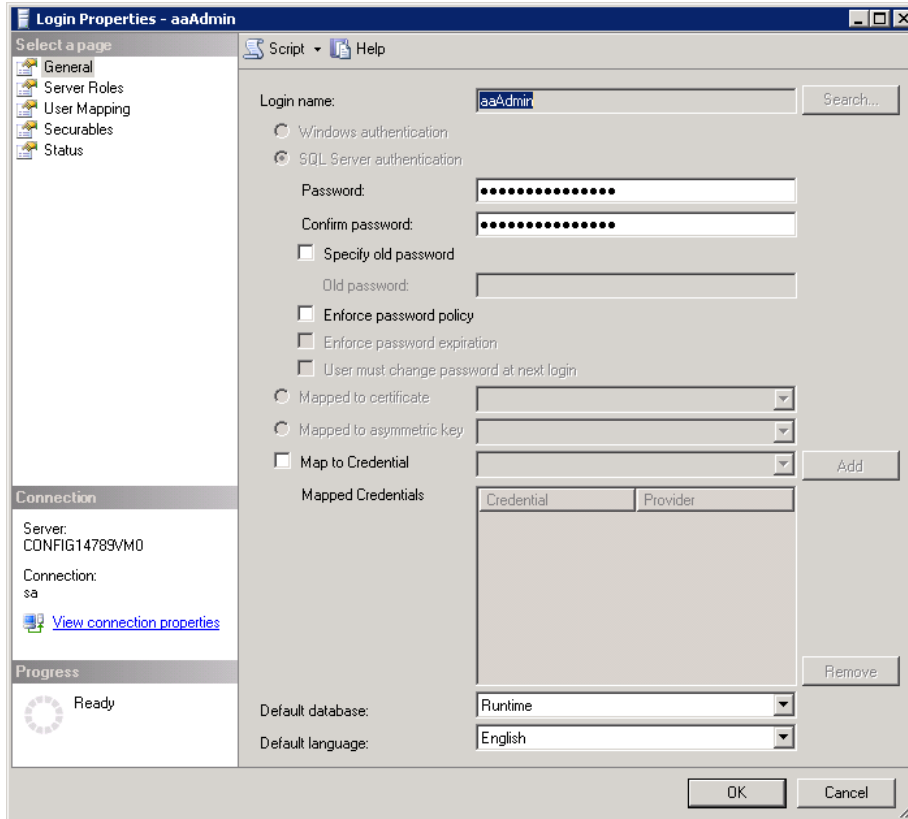 Login Properties - aaAdmin
Select a page
General
Server Roles
User Mapping
Securables
Status
Script
Help
Login name:
aaAdmin
Search...
Windows authentication
SQL Server authentication
Password:
●●●●●●●●●●●●●●●
Confirm password:
●●●●●●●●●●●●●●●
Specify old password
Old password:
Enforce password policy
Enforce password expiration
User must change password at next login
Mapped to certificate
Mapped to asymmetric key
Map to Credential
Add
Mapped Credentials
Credential
Provider
Remove
Default database:
Runtime
Default language:
English
Connection
Server:
CONFIG14789VM0
Connection:
sa
View connection properties
Progress
Ready
OK
Cancel